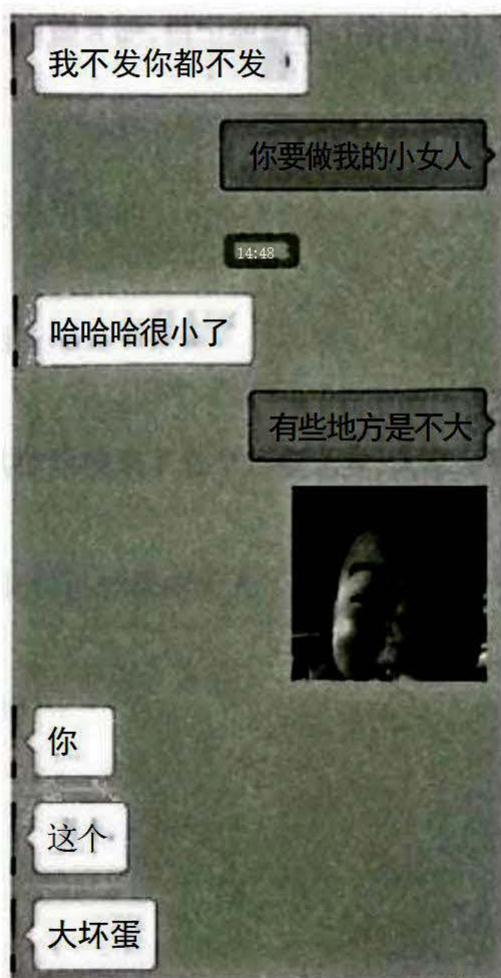 我不发你都不发
你要做我的小女人
14:48
哈哈哈很小了
有些地方是不大
你
这个
大坏蛋